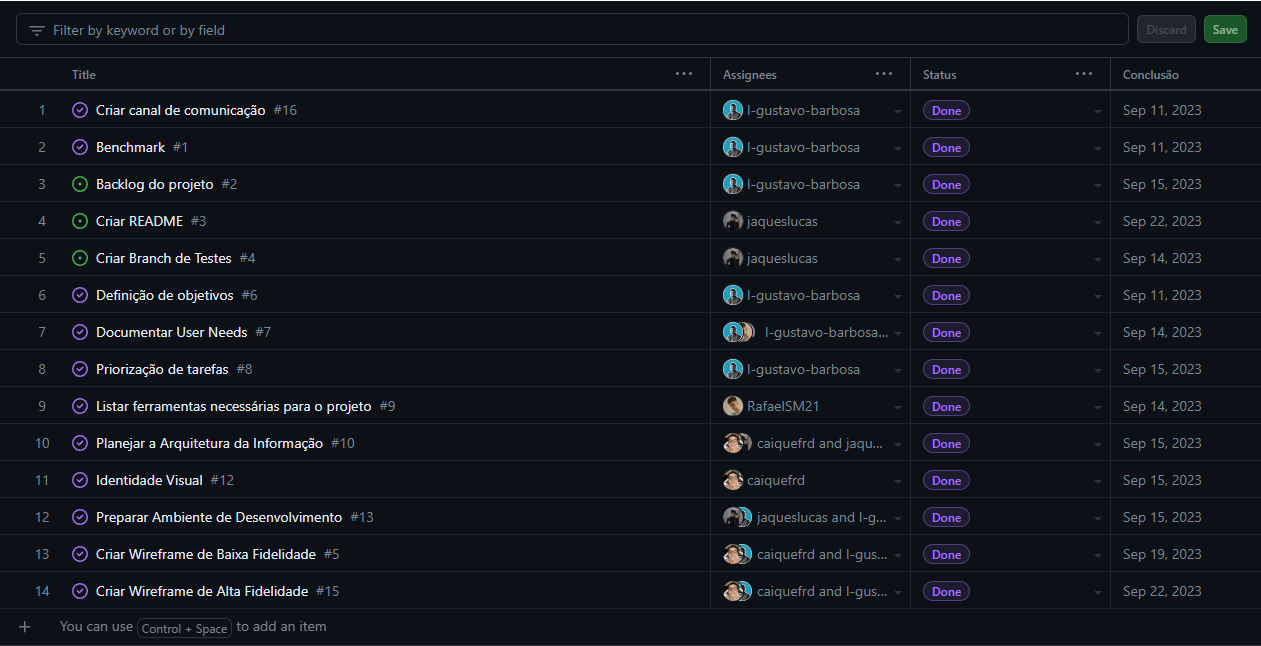 Filter by keyword or by field Discard Save
Title ... Assignees ... Status ... Conclusão
1 Criar canal de comunicação #16 l-gustavo-barbosa Done Sep 11, 2023
2 Benchmark #1 l-gustavo-barbosa Done Sep 11, 2023
3 Backlog do projeto #2 l-gustavo-barbosa Done Sep 15, 2023
4 Criar README #3 jaqueslucas Done Sep 22, 2023
5 Criar Branch de Testes #4 jaqueslucas Done Sep 14, 2023
6 Definição de objetivos #6 l-gustavo-barbosa Done Sep 11, 2023
7 Documentar User Needs #7 l-gustavo-barbosa... Done Sep 14, 2023
8 Priorização de tarefas #8 l-gustavo-barbosa Done Sep 15, 2023
9 Listar ferramentas necessárias para o projeto #9 RafaelSM21 Done Sep 14, 2023
10 Planejar a Arquitetura da Informação #10 caiquefrd and jaqu... Done Sep 15, 2023
11 Identidade Visual #12 caiquefrd Done Sep 15, 2023
12 Preparar Ambiente de Desenvolvimento #13 jaqueslucas and l-g... Done Sep 15, 2023
13 Criar Wireframe de Baixa Fidelidade #5 caiquefrd and l-gus... Done Sep 19, 2023
14 Criar Wireframe de Alta Fidelidade #15 caiquefrd and l-gus... Done Sep 22, 2023
+ You can use Control + Space to add an item